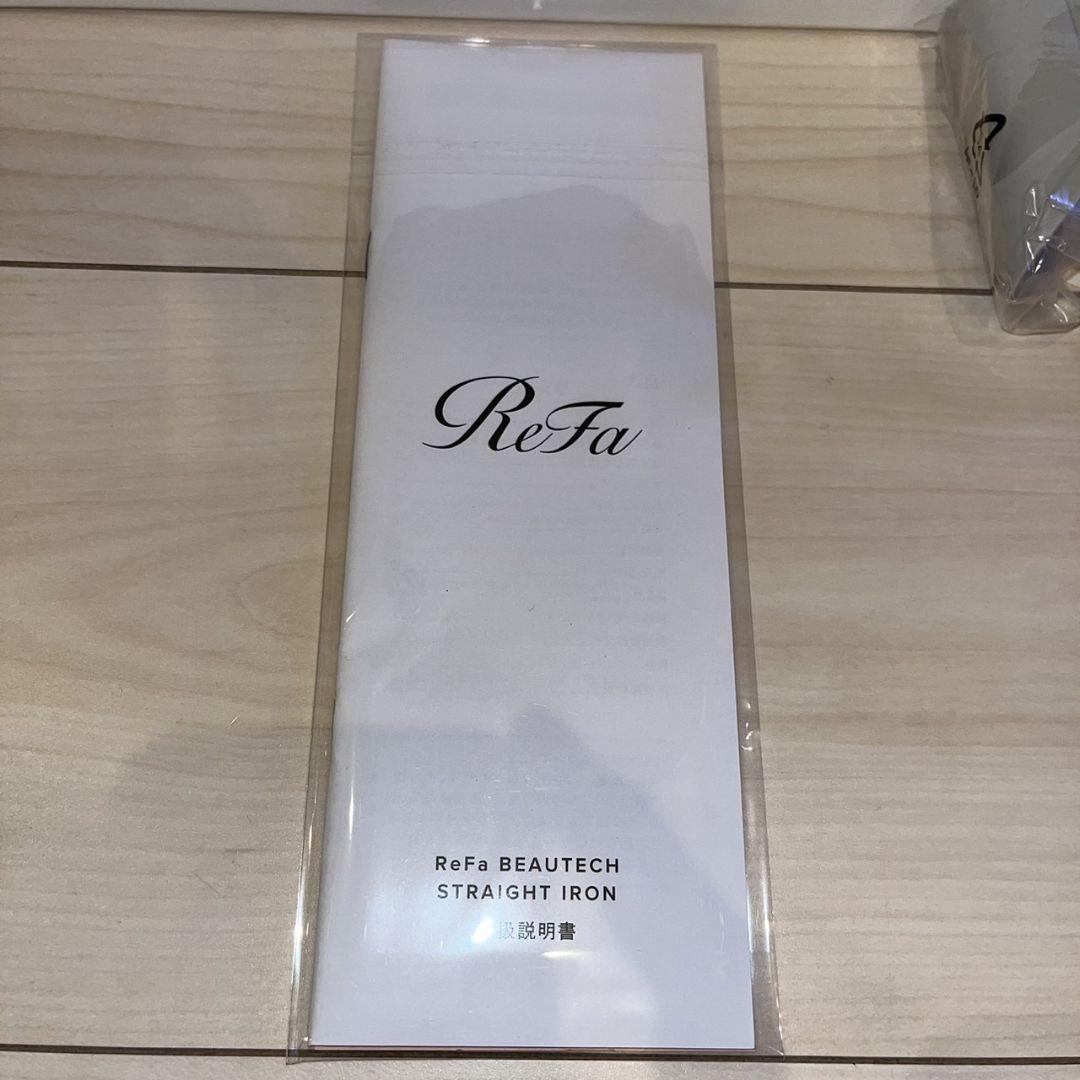 ReFa
ReFa BEAUTECH
STRAIGHT IRON
扱説明書